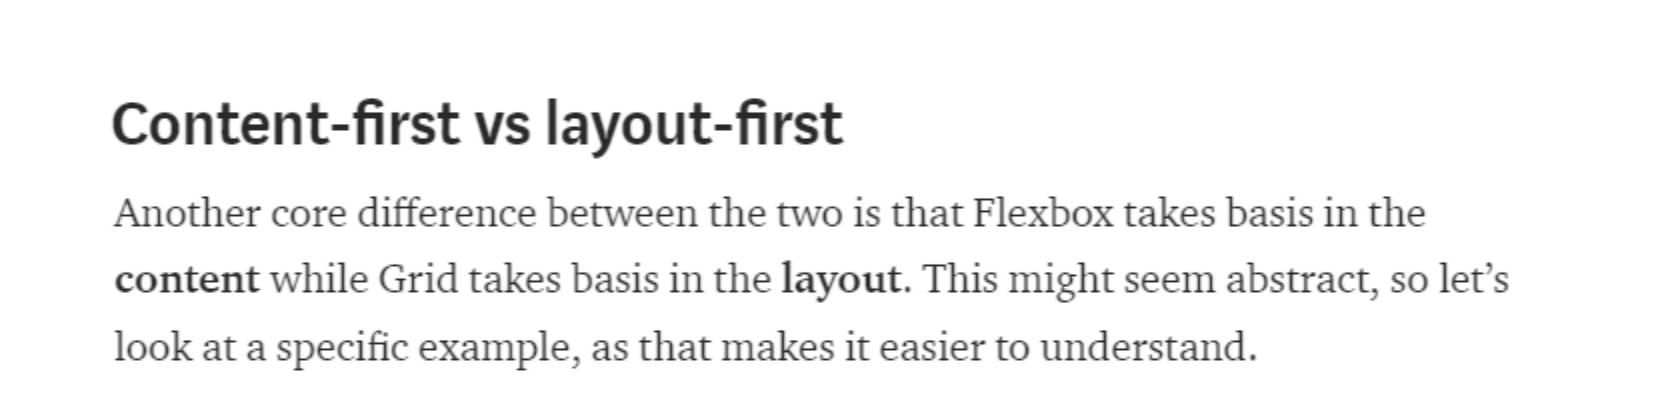 Content-first vs layout-first
Another core difference between the two is that Flexbox takes basis in the
content while Grid takes basis in the layout. This might seem abstract, so let’s
look at a specific example, as that makes it easier to understand.